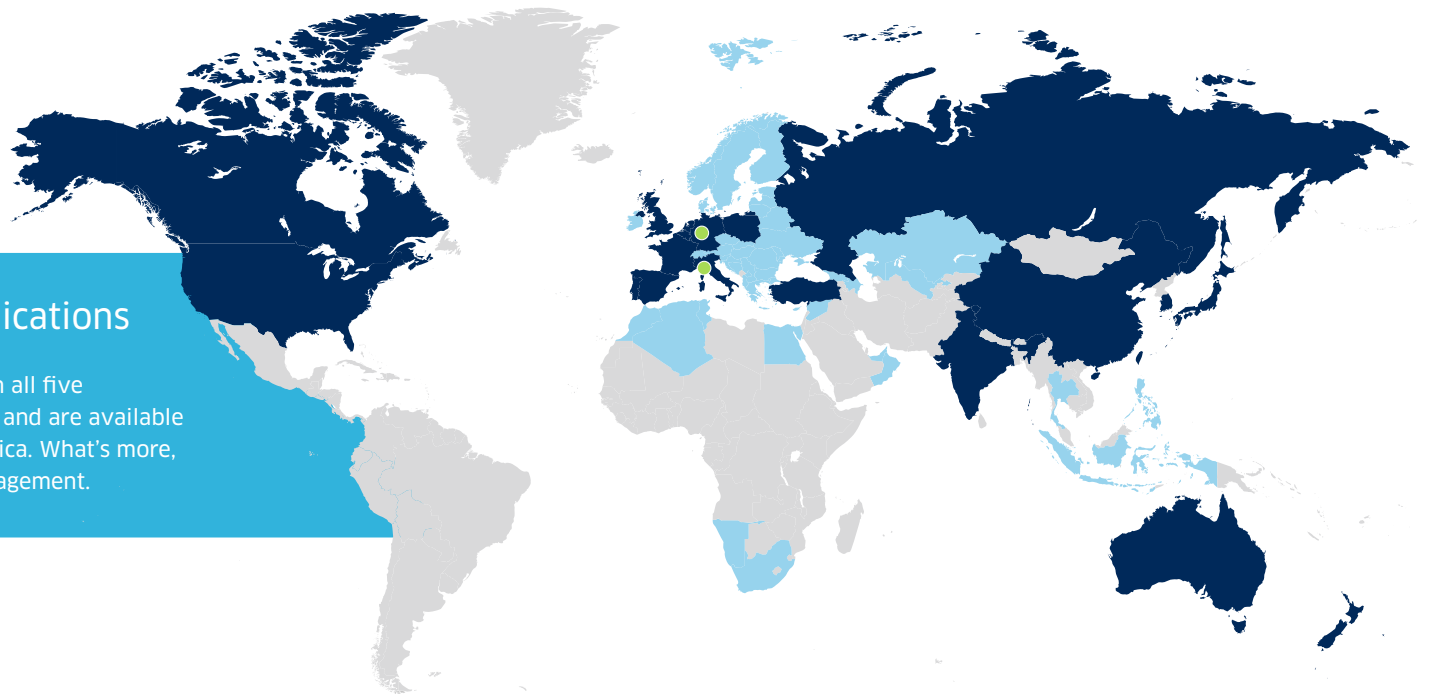 ications
all five
and are available
ica. What's more,
agement.